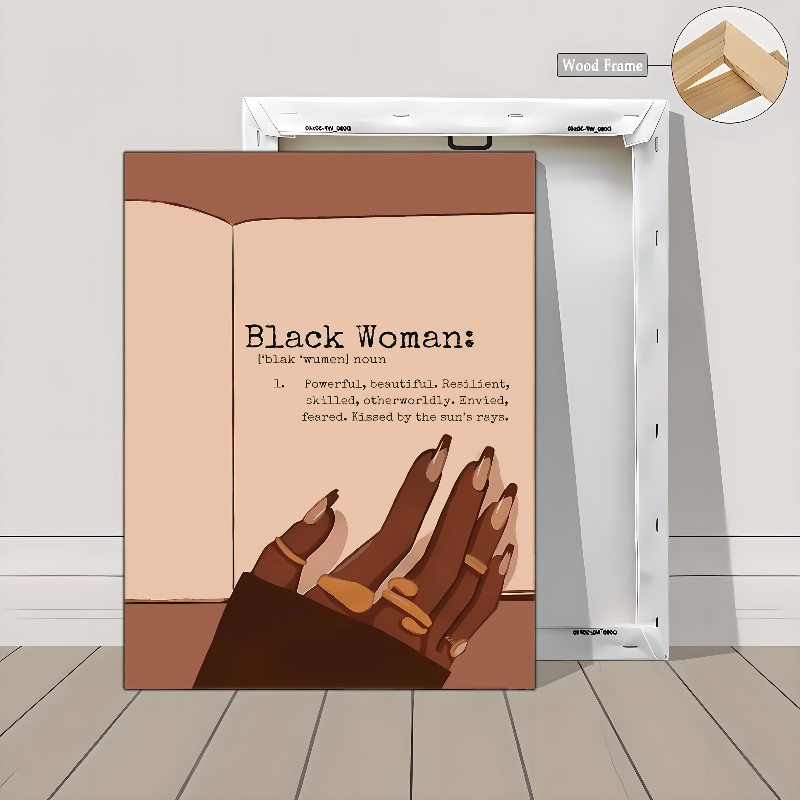 Wood Frame
Black Woman:
['blak 'wumen] noun
1. Powerful, beautiful. Resilient,
skilled, otherworldly. Envied,
feared. Kissed by the sun's rays.